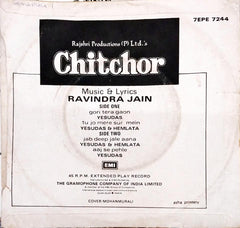 7EPE 7244
Rajshri Productions (P) Ltd.'s
Chitchor
Music & Lyrics
RAVINDRA JAIN
SIDE ONE
gori tera gaon
YESUDAS
tu jo mere sur mein
YESUDAS & HEMLATA
SIDE TWO
jab deep jale aana
YESUDAS & HEMLATA
aaj se pehle
YESUDAS
EMI
45 R.P.M. EXTENDED PLAY RECORD
THE GRAMOPHONE COMPANY OF INDIA LIMITED
COVER:MOHANMURALI